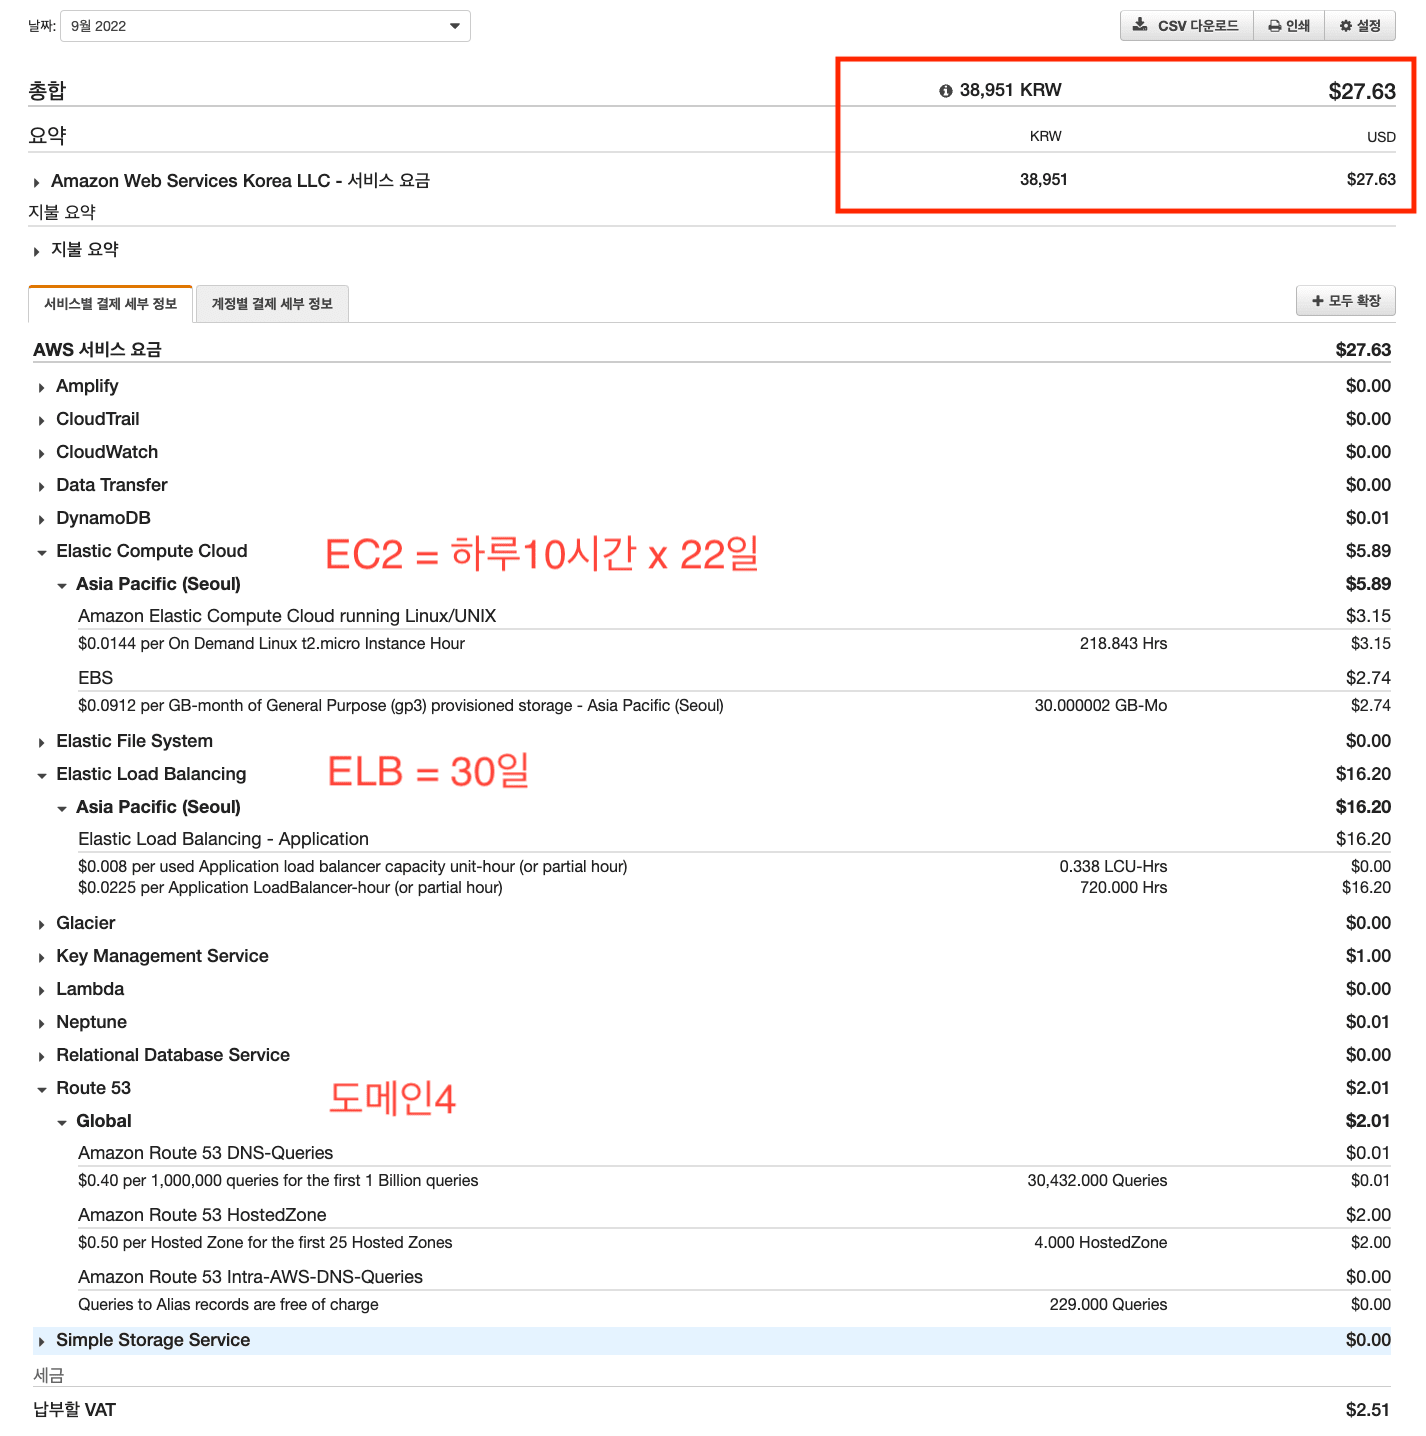 날짜: 9월 2022
CSV 다운로드 인쇄 설정
총합 38,951 KRW $27.63
요약 KRW USD
Amazon Web Services Korea LLC - 서비스 요금 38,951 $27.63
지불 요약
지불 요약
서비스별 결제 세부 정보 계정별 결제 세부 정보 모두 확장
AWS 서비스 요금 $27.63
Amplify $0.00
CloudTrail $0.00
CloudWatch $0.00
Data Transfer $0.00
DynamoDB $0.01
Elastic Compute Cloud EC2 = 하루10시간 x 22일 $5.89
Asia Pacific (Seoul) $5.89
Amazon Elastic Compute Cloud running Linux/UNIX $3.15
$0.0144 per On Demand Linux t2.micro Instance Hour 218.843 Hrs $3.15
EBS $2.74
$0.0912 per GB-month of General Purpose (gp3) provisioned storage - Asia Pacific (Seoul) 30.000002 GB-Mo $2.74
Elastic File System $0.00
Elastic Load Balancing ELB = 30일 $16.20
Asia Pacific (Seoul) $16.20
Elastic Load Balancing - Application $16.20
$0.008 per used Application load balancer capacity unit-hour (or partial hour) 0.338 LCU-Hrs $0.00
$0.0225 per Application LoadBalancer-hour (or partial hour) 720.000 Hrs $16.20
Glacier $0.00
Key Management Service $1.00
Lambda $0.00
Neptune $0.01
Relational Database Service $0.00
Route 53 도메인4 $2.01
Global $2.01
Amazon Route 53 DNS-Queries $0.01
$0.40 per 1,000,000 queries for the first 1 Billion queries 30,432.000 Queries $0.01
Amazon Route 53 HostedZone $2.00
$0.50 per Hosted Zone for the first 25 Hosted Zones 4.000 HostedZone $2.00
Amazon Route 53 Intra-AWS-DNS-Queries $0.00
Queries to Alias records are free of charge 229.000 Queries $0.00
Simple Storage Service $0.00
세금
납부할 VAT $2.51